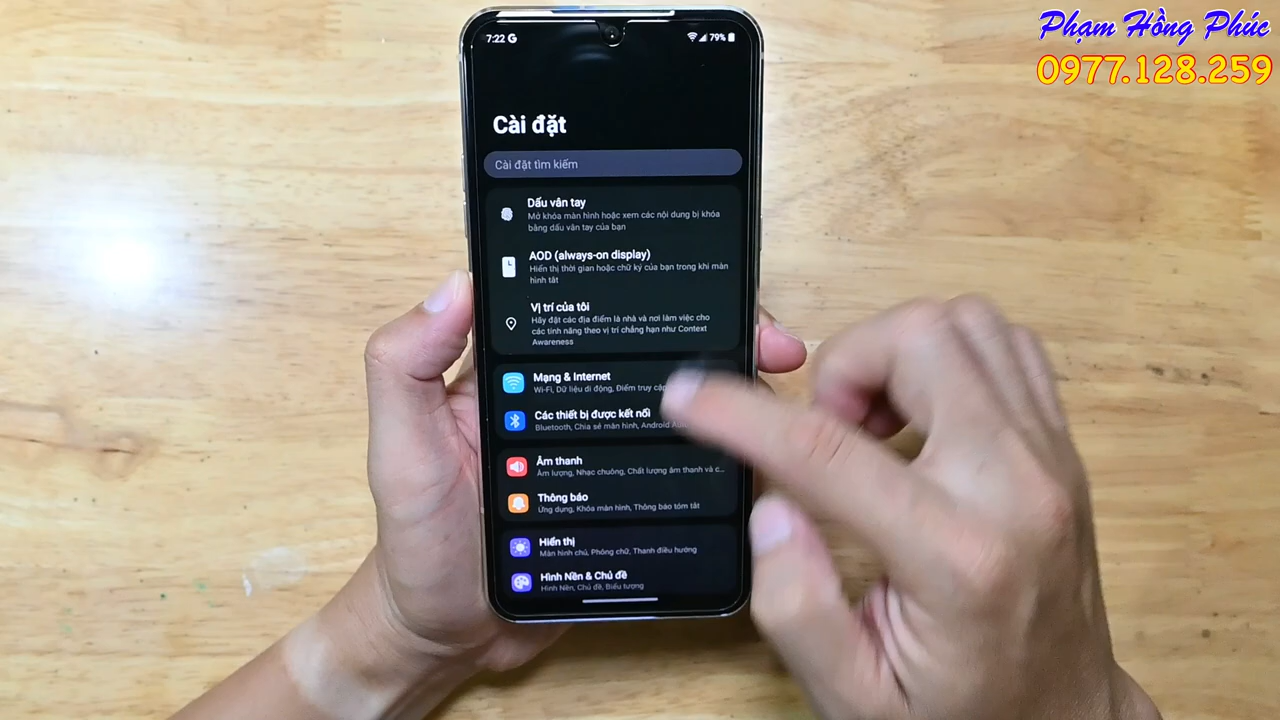 Phạm Hồng Phúc
0977.128.259
7:22 G
79%
Cài đặt
Cài đặt tìm kiếm
Dấu vân tay
Mở khóa màn hình hoặc xem các nội dung bị khóa
bằng dấu vân tay của bạn
AOD (always-on display)
Hiển thị thời gian hoặc chữ ký của bạn trong khi màn
hình tắt
Vị trí của tôi
Hãy đặt các địa điểm là nhà và nơi làm việc cho
các tính năng theo vị trí chẳng hạn như Context
Awareness
Mạng & Internet
Wi-Fi, Dữ liệu di động, Điểm truy cập
Các thiết bị được kết nối
Bluetooth, Chia sẻ màn hình, Android
Âm thanh
Âm lượng, Nhạc chuông, Chất lượng âm thanh và c...
Thông báo
Ứng dụng, Khóa màn hình, Thông báo tóm tắt
Hiển thị
Màn hình chủ, Phông chữ, Thanh điều hướng
Hình Nền & Chủ đề
Hình Nền, Chủ đề, Biểu tượng